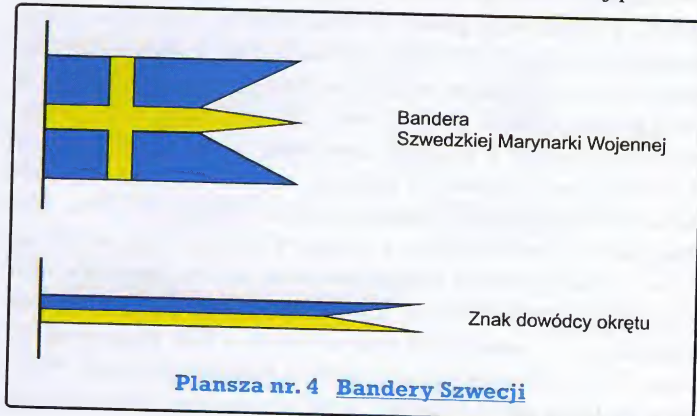 Bandera
Szwedzkiej Marynarki Wojennej
Znak dowódcy okrętu
Plansza nr. 4 Bandery Szwecji